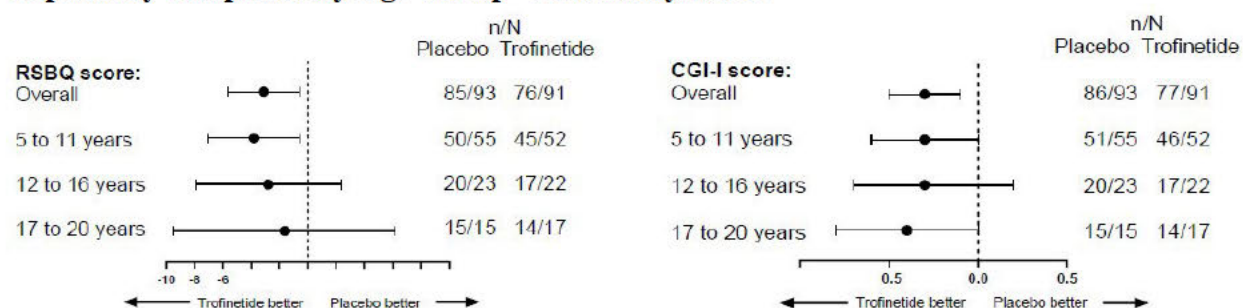 n/N
Placebo Trofinetide
RSBQ score:
Overall 85/93 76/91
5 to 11 years 50/55 45/52
12 to 16 years 20/23 17/22
17 to 20 years 15/15 14/17
-10 -8 -6
Trofinetide better Placebo better
n/N
Placebo Trofinetide
CGI-I score:
Overall 86/93 77/91
5 to 11 years 51/55 46/52
12 to 16 years 20/23 17/22
17 to 20 years 15/15 14/17
0.5 0.0 0.5
Trofinetide better Placebo better